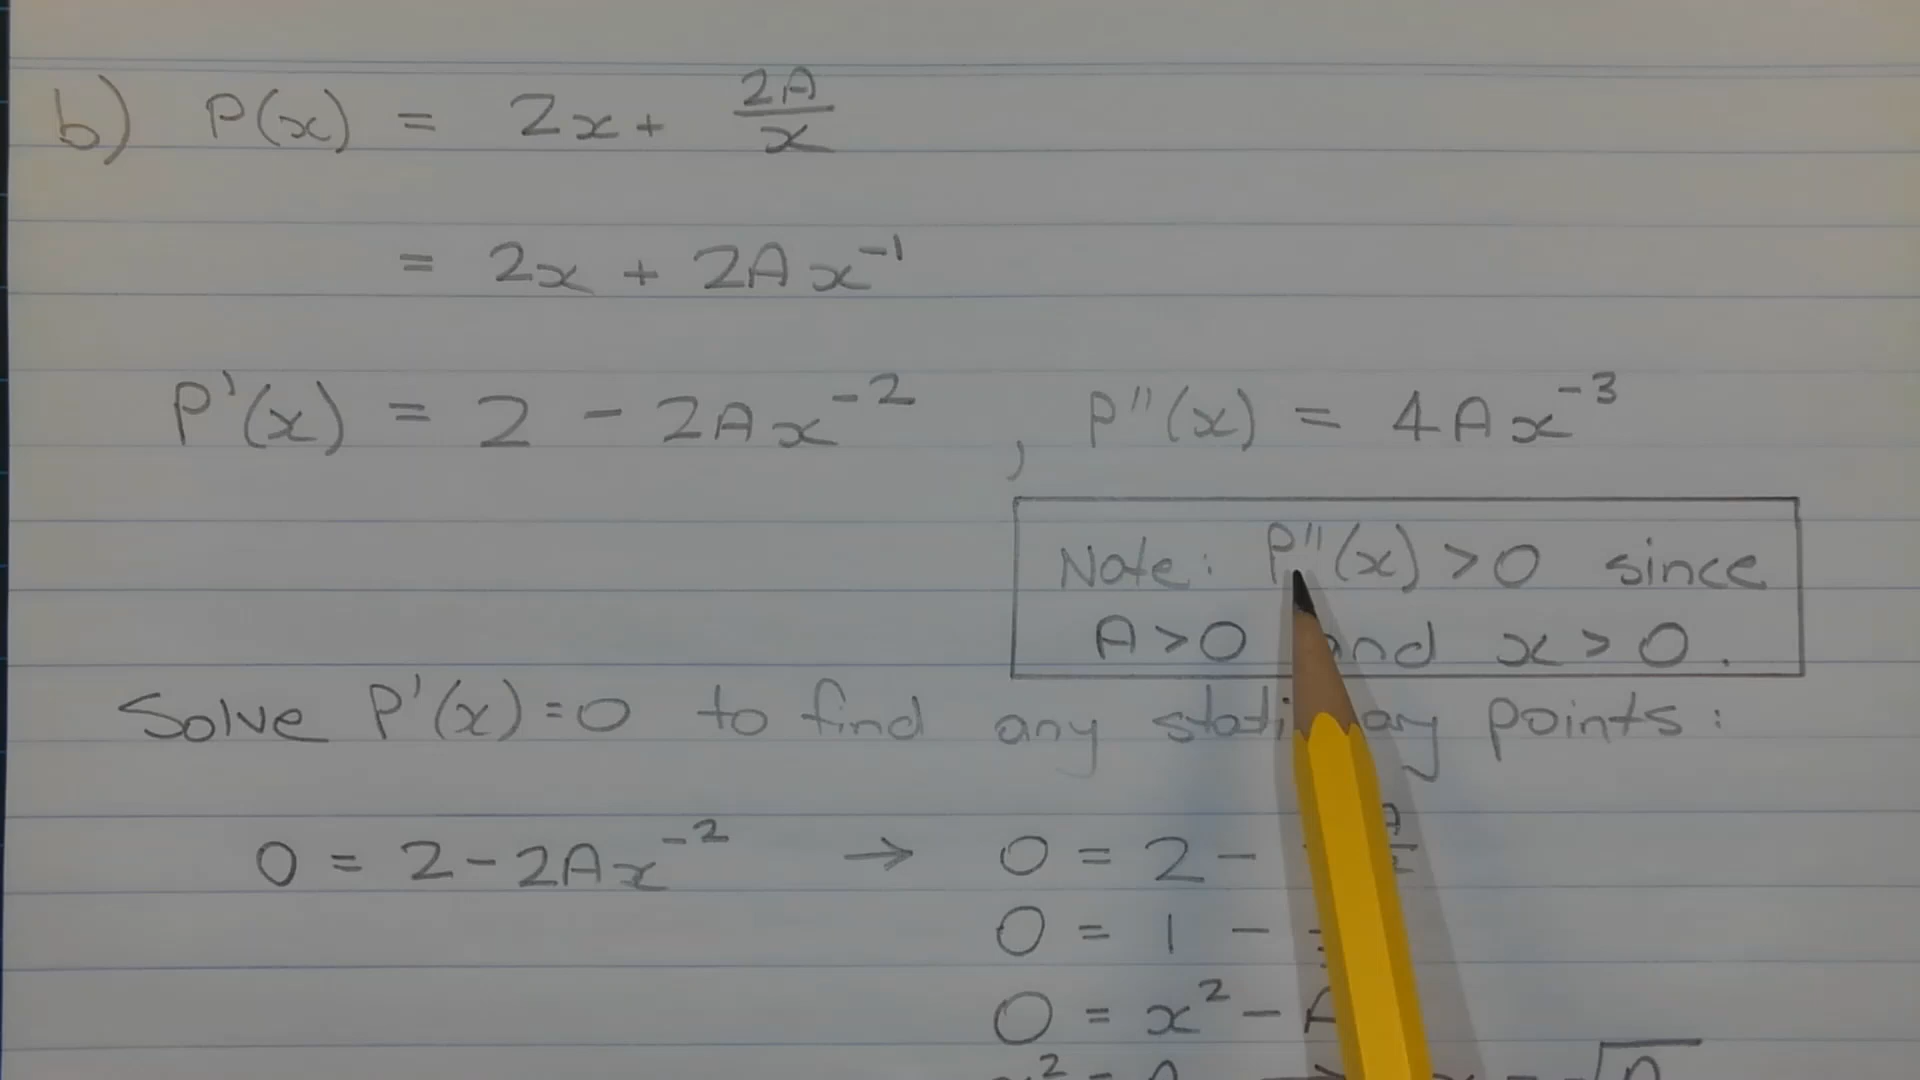 b) P(x) = 2x + 2A/x
= 2x + 2Ax⁻¹
P'(x) = 2 - 2Ax⁻² , P''(x) = 4Ax⁻³
Note: P''(x) > 0 since
A > 0 and x > 0.
Solve P'(x) = 0 to find any points:
0 = 2 - 2Ax⁻² → 0 = 2 -
0 = 1 -
0 = x² -